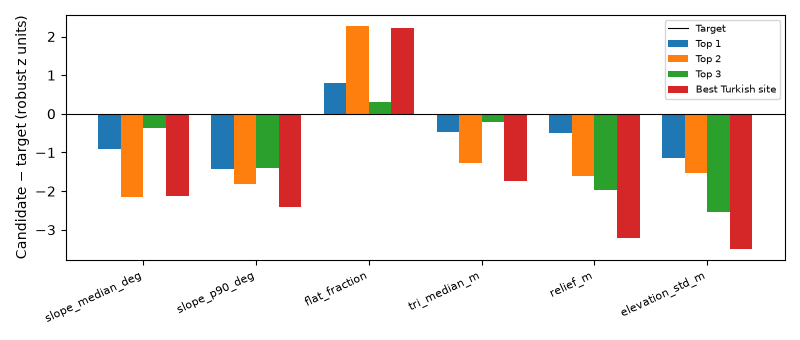 Candidate − target (robust z units)
2
1
0
−1
−2
−3
Target
Top 1
Top 2
Top 3
Best Turkish site
slope_median_deg
slope_p90_deg
flat_fraction
tri_median_m
relief_m
elevation_std_m